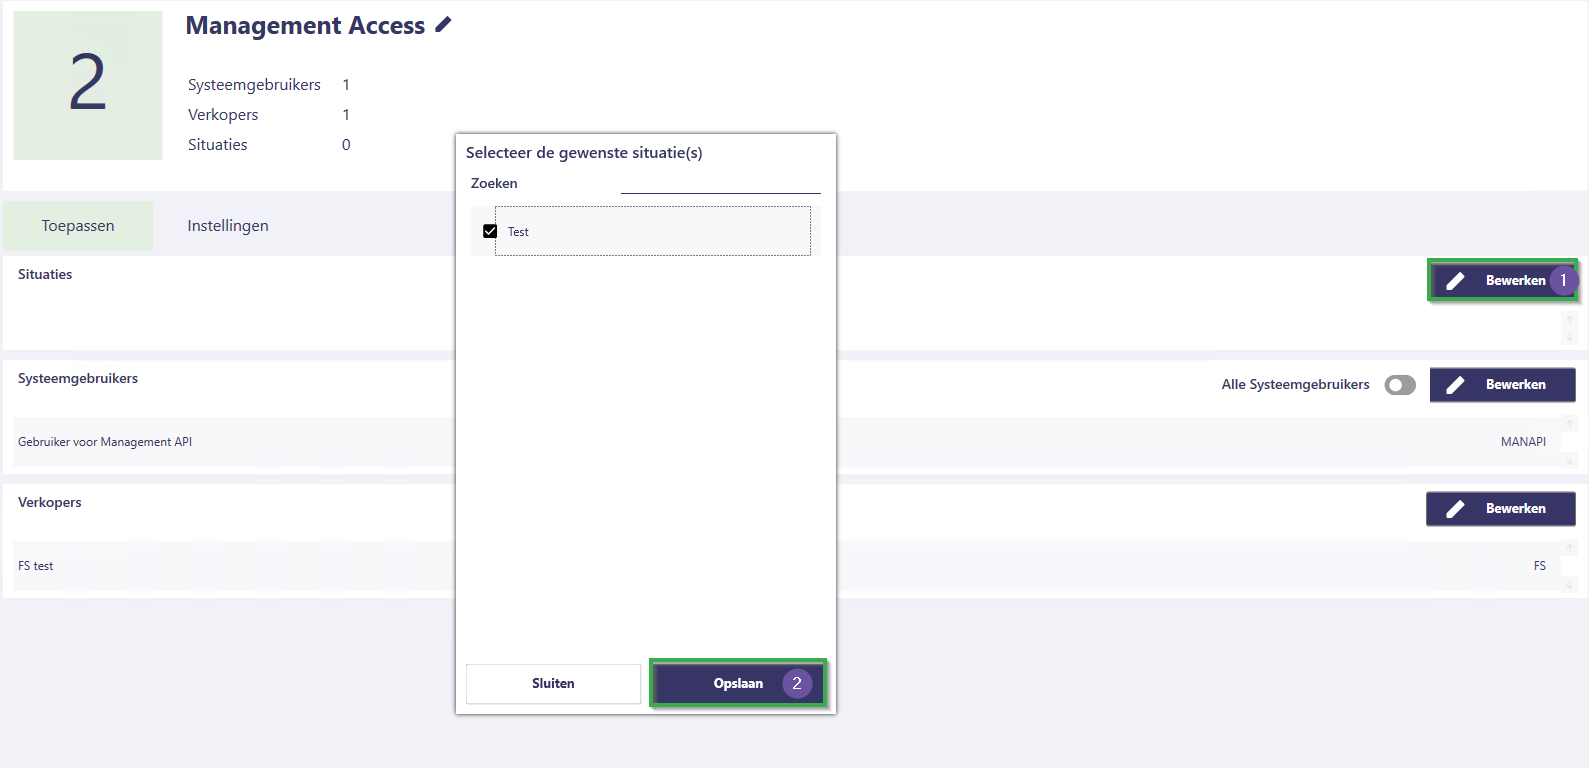 2
Management Access
Systeemgebruikers 1
Verkopers 1
Situaties 0
Toepassen Instellingen
Selecteer de gewenste situatie(s)
Zoeken
Test
Sluiten Opslaan 2
Situaties Bewerken 1
Systeemgebruikers Alle Systeemgebruikers Bewerken
Gebruiker voor Management API MANAPI
Verkopers Bewerken
FS test FS